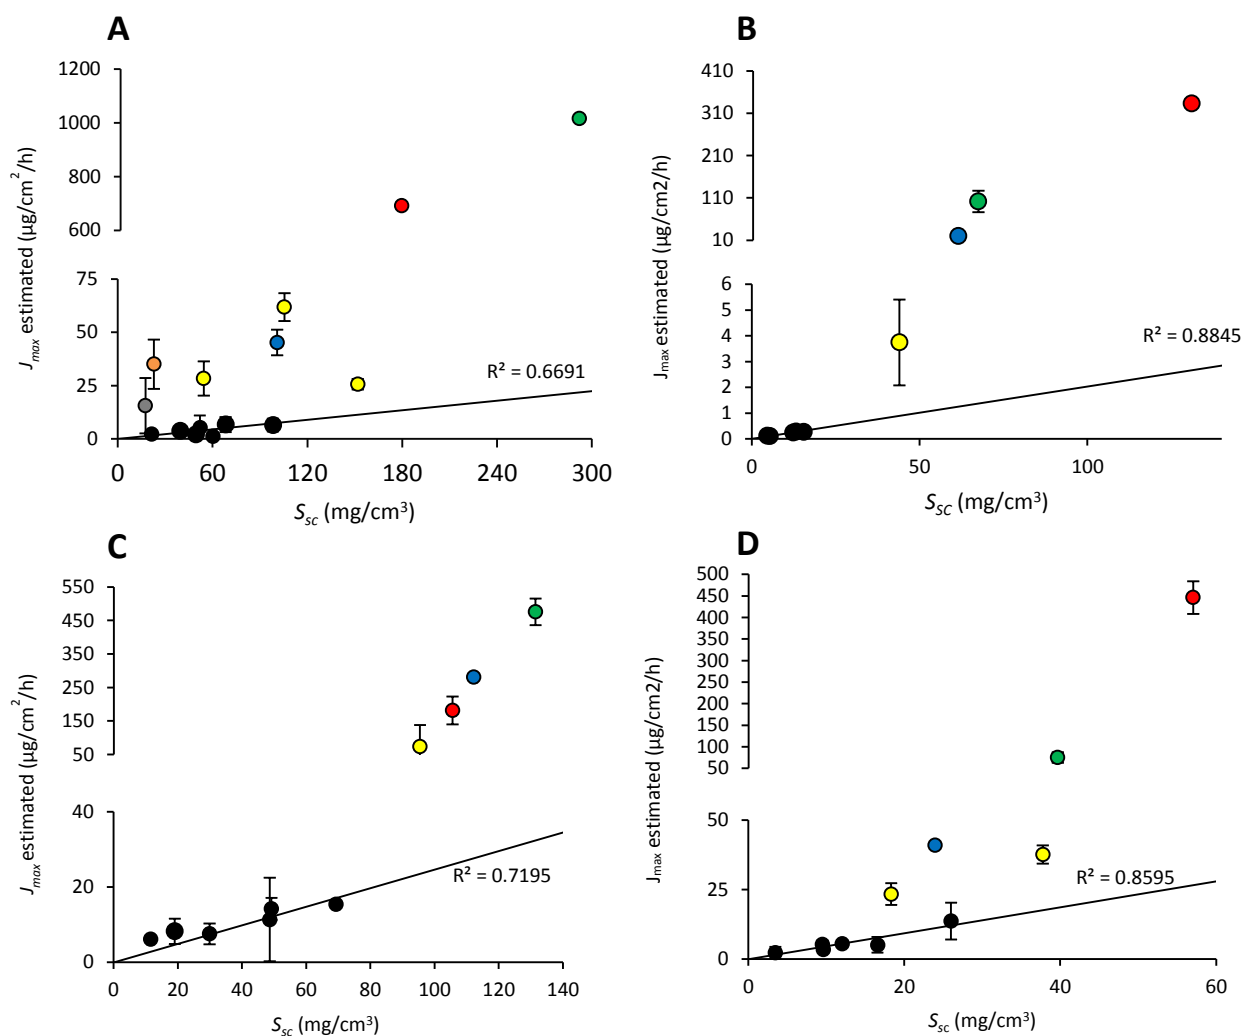 A
1200
1000
800
600
75
50
25
0
J max estimated (µg/cm2/h)
R² = 0.6691
0 60 120 180 240 300
Ssc (mg/cm3)
B
410
310
210
110
10
6
5
4
3
2
1
0
Jmax estimated (µg/cm2/h)
R² = 0.8845
0 50 100
SSC (mg/cm3)
C
550
450
350
250
150
50
40
20
0
Jmax estimated (µg/cm2/h)
R² = 0.7195
0 20 40 60 80 100 120 140
Ssc (mg/cm3)
D
500
450
400
350
300
250
200
150
100
50
50
25
0
Jmax estimated (µg/cm2/h)
R² = 0.8595
0 20 40 60
Ssc (mg/cm3)